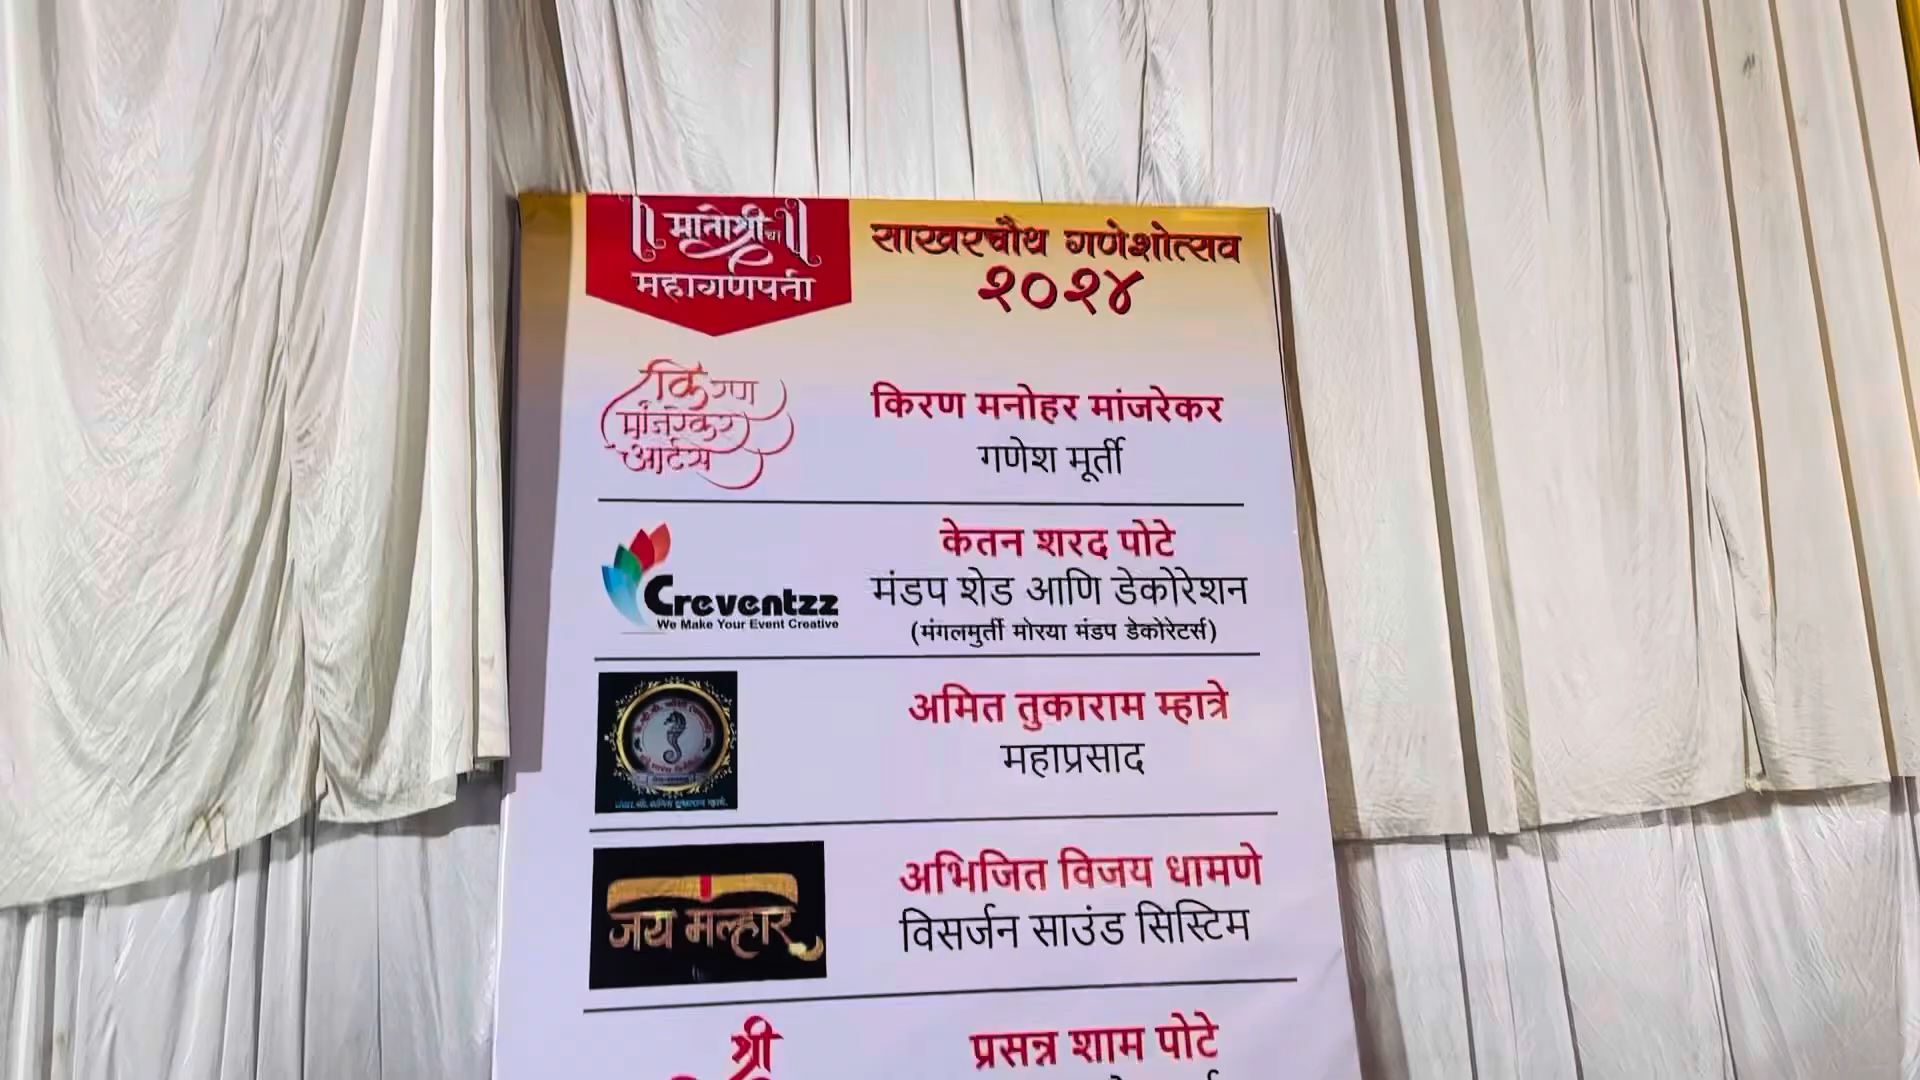 मातोश्रीचा
महागणपती
साखरचौथ गणेशोत्सव
२०२४
किरण
मांजरेकर
आर्टस
किरण मनोहर मांजरेकर
गणेश मूर्ती
Creventzz
We Make Your Event Creative
केतन शरद पोटे
मंडप शेड आणि डेकोरेशन
(मंगलमुर्ती मोरया मंडप डेकोरेटर्स)
अमित तुकाराम म्हात्रे
महाप्रसाद
जय मल्हार
अभिजित विजय धामणे
विसर्जन साउंड सिस्टिम
श्री
प्रसन्न शाम पोटे